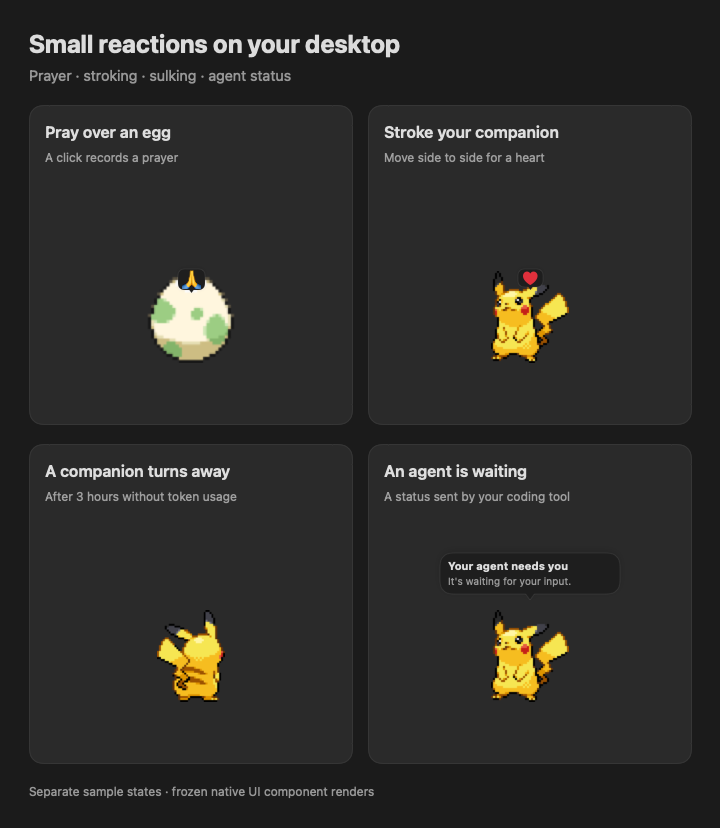 Small reactions on your desktop
Prayer · stroking · sulking · agent status
Pray over an egg
A click records a prayer
Stroke your companion
Move side to side for a heart
A companion turns away
After 3 hours without token usage
An agent is waiting
A status sent by your coding tool
Your agent needs you
It's waiting for your input.
Separate sample states · frozen native UI component renders